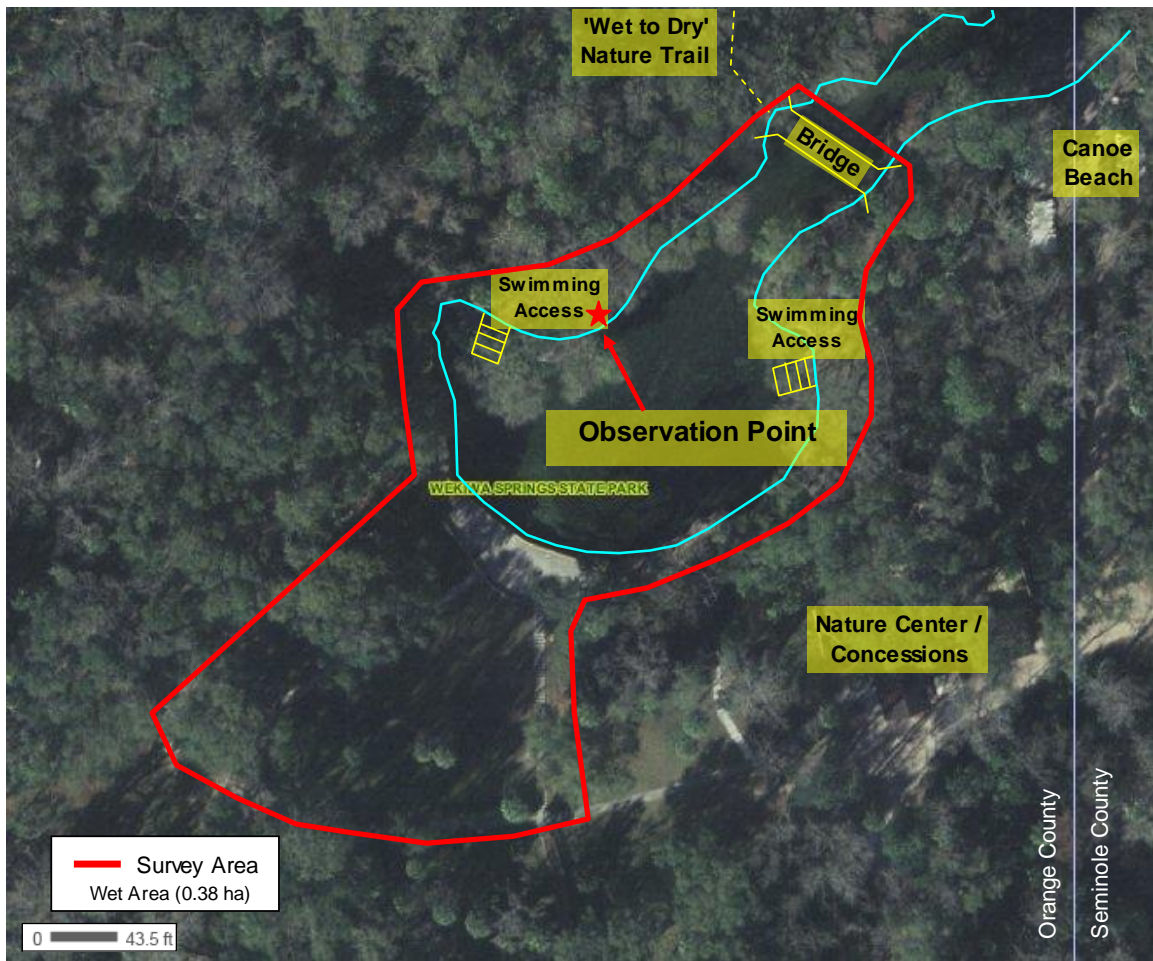 'Wet to Dry'
Nature Trail
Bridge
Canoe
Beach
Swimming
Access
Swimming
Access
Observation Point
WEKIWA SPRINGS STATE PARK
Nature Center /
Concessions
Orange County
Seminole County
Survey Area
Wet Area (0.38 ha)
0 43.5 ft